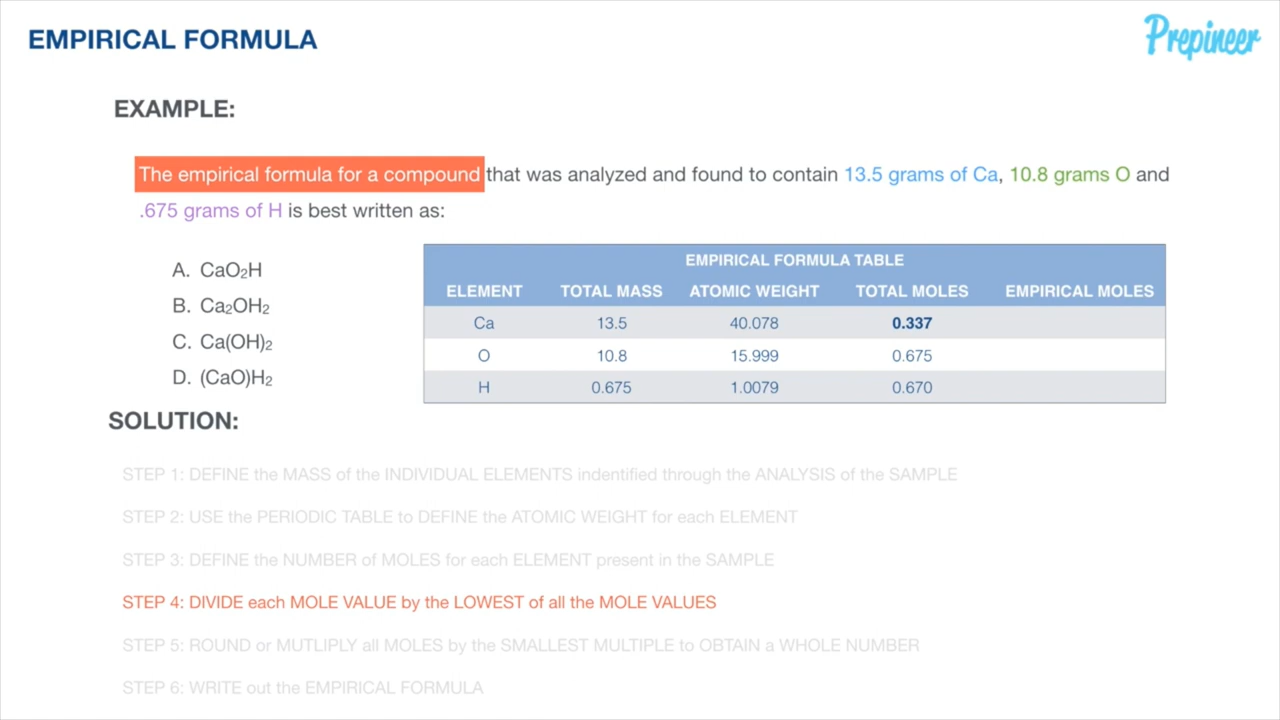 EMPIRICAL FORMULA
Prepineer
EXAMPLE:
The empirical formula for a compound that was analyzed and found to contain 13.5 grams of Ca, 10.8 grams O and
.675 grams of H is best written as:
A. CaO₂H
B. Ca₂OH₂
C. Ca(OH)₂
D. (CaO)H₂
EMPIRICAL FORMULA TABLE
ELEMENT TOTAL MASS ATOMIC WEIGHT TOTAL MOLES EMPIRICAL MOLES
Ca 13.5 40.078 0.337
O 10.8 15.999 0.675
H 0.675 1.0079 0.670
SOLUTION:
STEP 1: DEFINE the MASS of the INDIVIDUAL ELEMENTS indentified through the ANALYSIS of the SAMPLE
STEP 2: USE the PERIODIC TABLE to DEFINE the ATOMIC WEIGHT for each ELEMENT
STEP 3: DEFINE the NUMBER of MOLES for each ELEMENT present in the SAMPLE
STEP 4: DIVIDE each MOLE VALUE by the LOWEST of all the MOLE VALUES
STEP 5: ROUND or MUTLIPLY all MOLES by the SMALLEST MULTIPLE to OBTAIN a WHOLE NUMBER
STEP 6: WRITE out the EMPIRICAL FORMULA